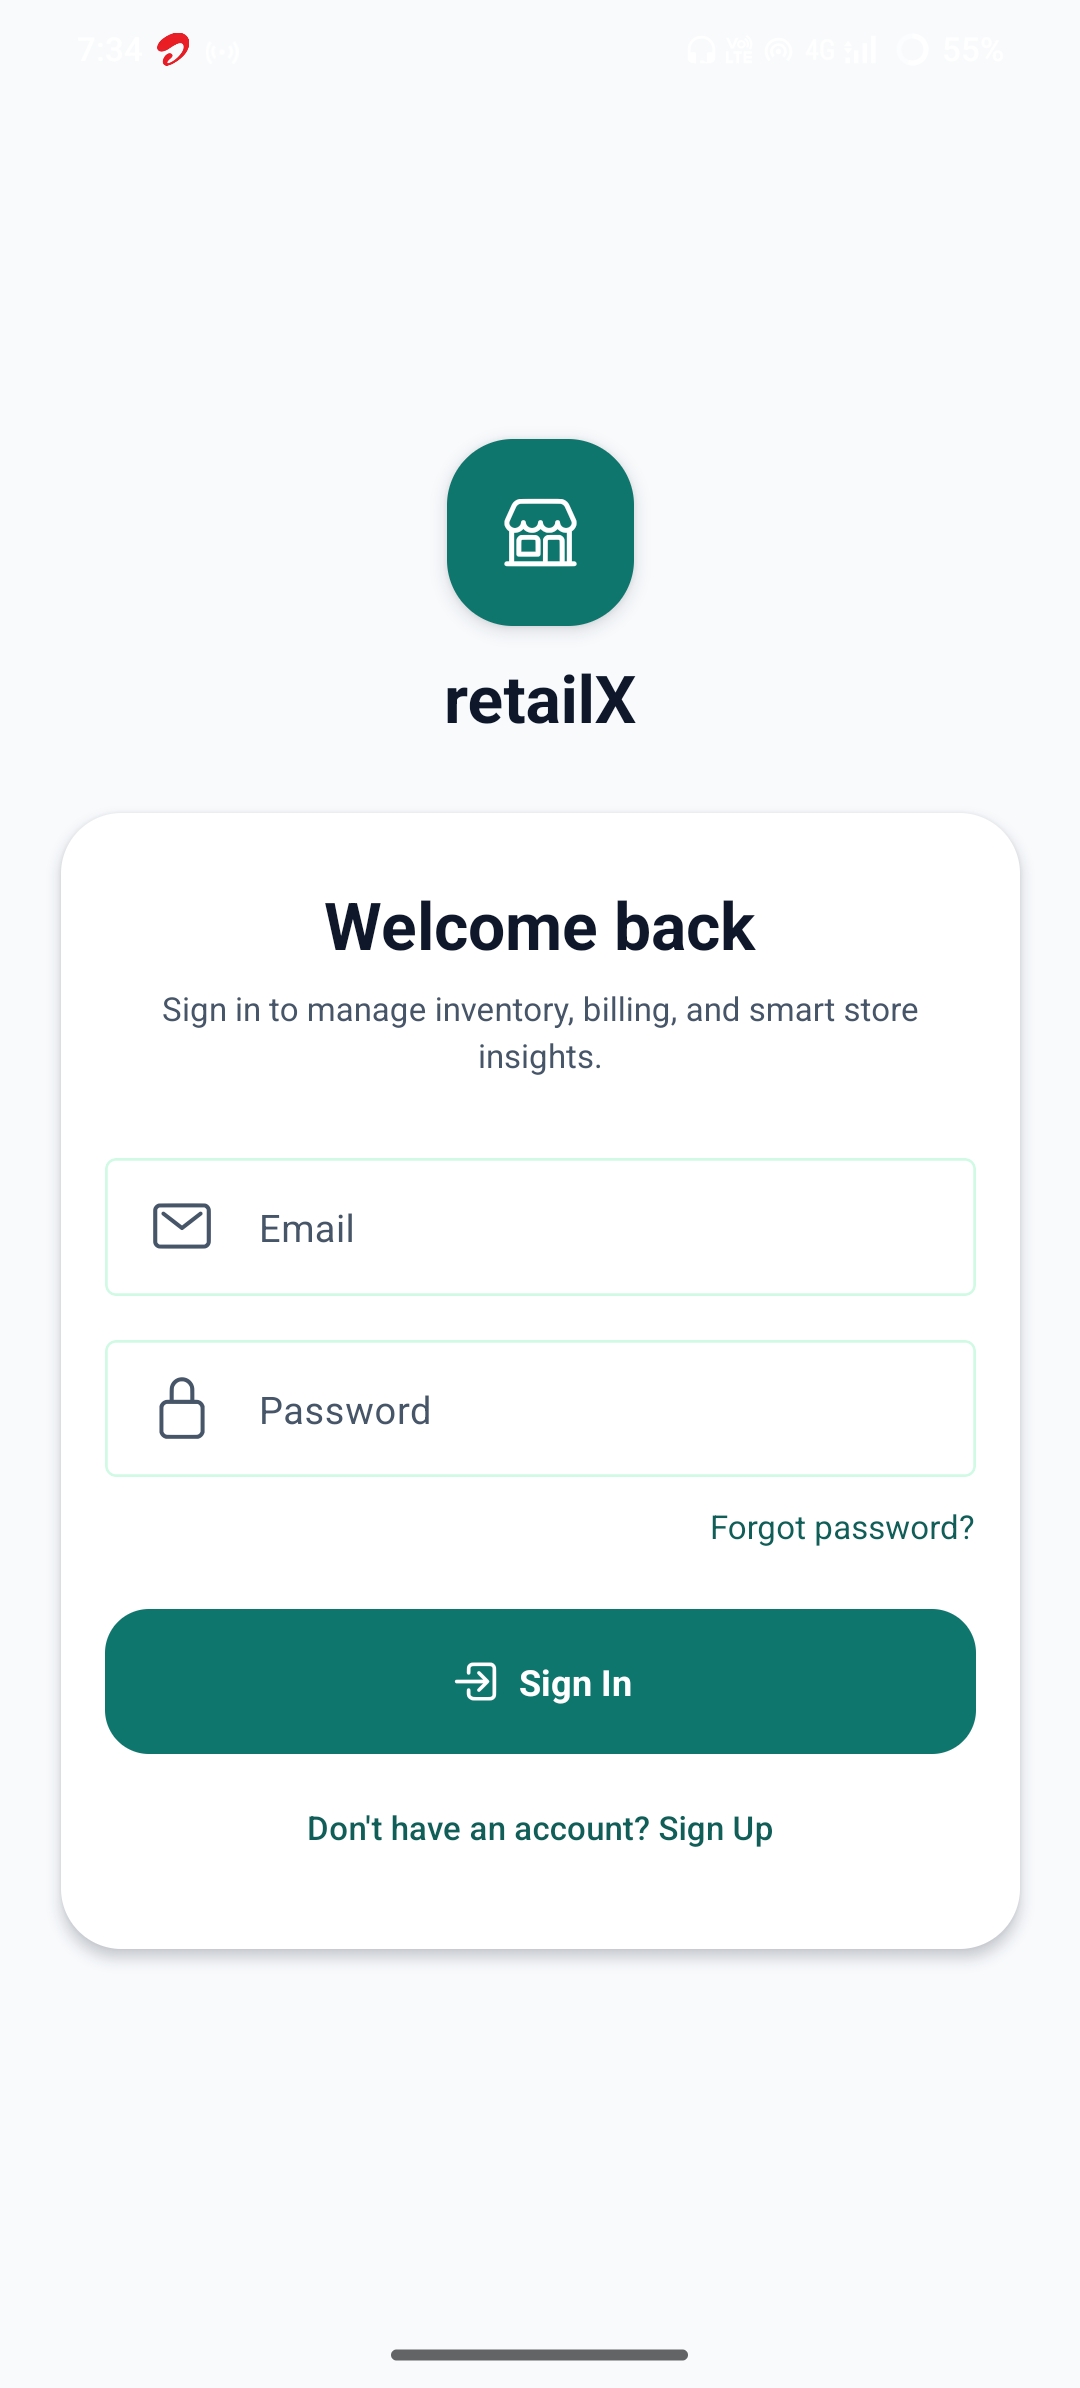 7:34 4G 55%
retailX
Welcome back
Sign in to manage inventory, billing, and smart store
insights.
Email
Password
Forgot password?
Sign In
Don't have an account? Sign Up